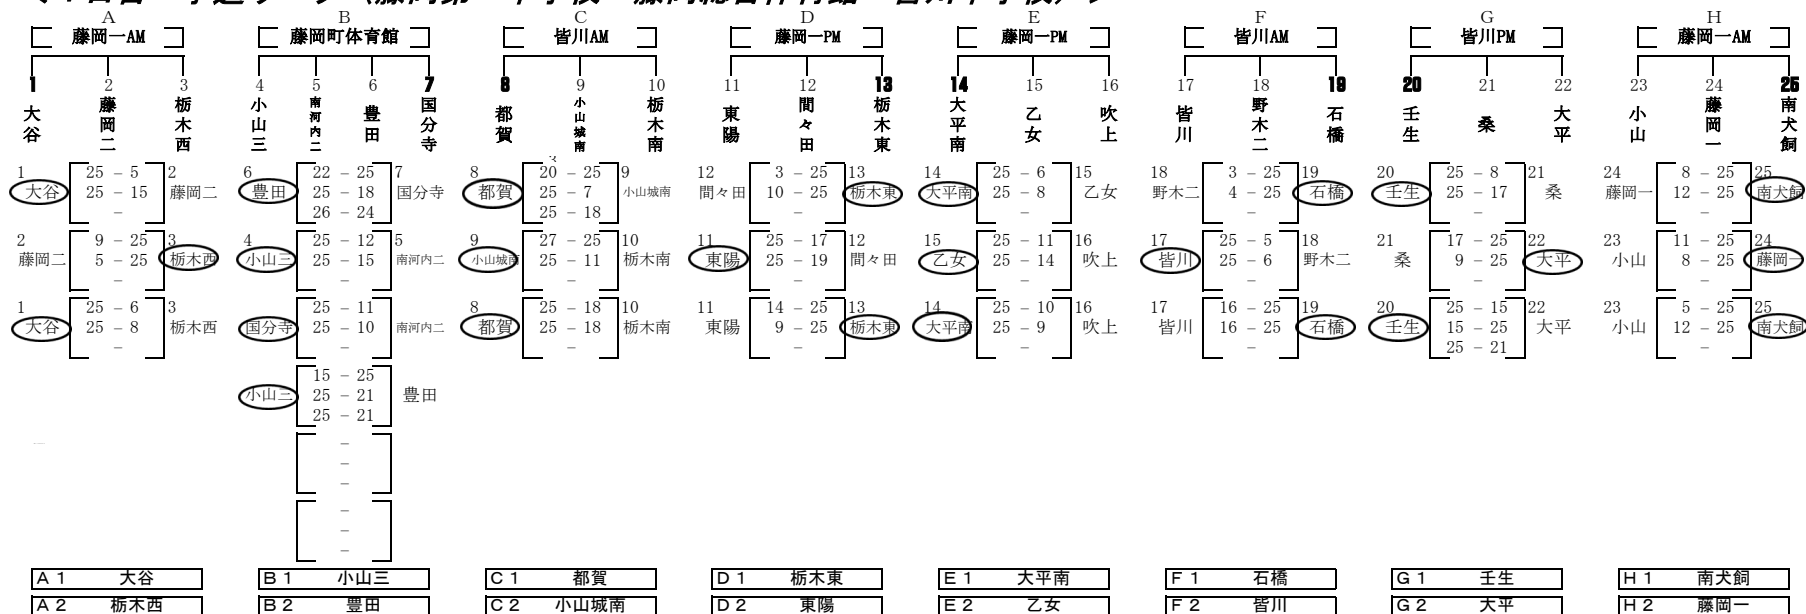 A B C D E F G H
藤岡一AM 藤岡町体育館 皆川AM 藤岡一PM 藤岡一PM 皆川AM 皆川PM 藤岡一AM
1 2 3 4 5 6 7 8 9 10 11 12 13 14 15 16 17 18 19 20 21 22 23 24 25
大谷 藤岡二 栃木西 小山三 南河内二 豊田 国分寺 都賀 小山城南 栃木南 東陽 間々田 栃木東 大平南 乙女 吹上 皆川 野木二 石橋 壬生 桑 大平 小山 藤岡一 南犬飼
1 25 - 5 2 6 22 - 25 7 8 20 - 25 9 12 3 - 25 13 14 25 - 6 15 18 3 - 25 19 20 25 - 8 21 24 8 - 25 25
大谷 25 - 15 藤岡二 豊田 25 - 18 国分寺 都賀 25 - 7 小山城南 間々田 10 - 25 栃木東 大平南 25 - 8 乙女 野木二 4 - 25 石橋 壬生 25 - 17 桑 藤岡一 12 - 25 南犬飼
- 26 - 24 25 - 18 - - - - -
2 9 - 25 3 4 25 - 12 5 9 27 - 25 10 11 25 - 17 12 15 25 - 11 16 17 25 - 5 18 21 17 - 25 22 23 11 - 25 24
藤岡二 5 - 25 栃木西 小山三 25 - 15 南河内二 小山城南 25 - 11 栃木南 東陽 25 - 19 間々田 乙女 25 - 14 吹上 皆川 25 - 6 野木二 桑 9 - 25 大平 小山 8 - 25 藤岡一
- - - - - - - -
1 25 - 6 3 25 - 11 8 25 - 18 10 11 14 - 25 13 14 25 - 10 16 17 16 - 25 19 20 25 - 15 22 23 5 - 25 25
大谷 25 - 8 栃木西 国分寺 25 - 10 南河内二 都賀 25 - 18 栃木南 東陽 9 - 25 栃木東 大平南 25 - 9 吹上 皆川 16 - 25 石橋 壬生 15 - 25 大平 小山 12 - 25 南犬飼
- - - - - - 25 - 21 -
15 - 25
小山三 25 - 21 豊田
25 - 21
-
-
-
-
-
-
A1 大谷 B1 小山三 C1 都賀 D1 栃木東 E1 大平南 F1 石橋 G1 壬生 H1 南犬飼
A2 栃木西 B2 豊田 C2 小山城南 D2 東陽 E2 乙女 F2 皆川 G2 大平 H2 藤岡一